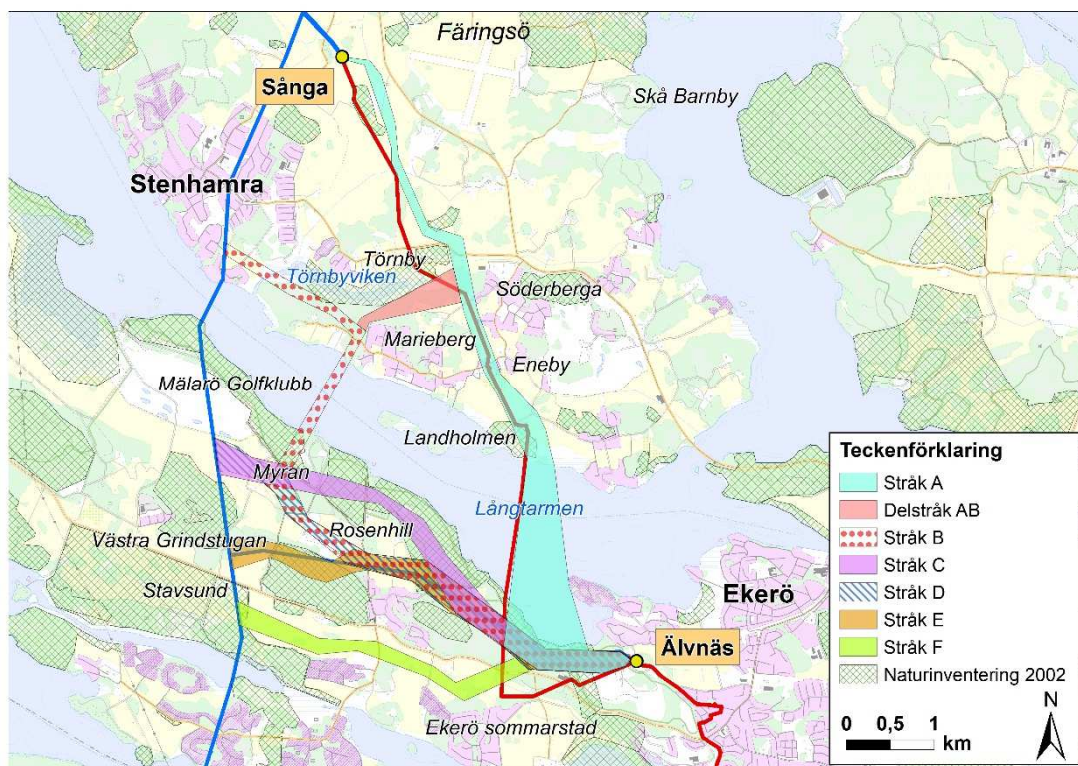 Färingsö
Sånga
Skå Barnby
Stenhamra
Törnby
Törnbyviken
Söderberga
Marieberg
Eneby
Mälarö Golfklubb
Landholmen
Myran
Långtarmen
Rosenhill
Västra Grindstugan
Stavsund
Ekerö
Älvnäs
Ekerö sommarstad
Teckenförklaring
Stråk A
Delstråk AB
Stråk B
Stråk C
Stråk D
Stråk E
Stråk F
Naturinventering 2002
N
0 0,5 1
km